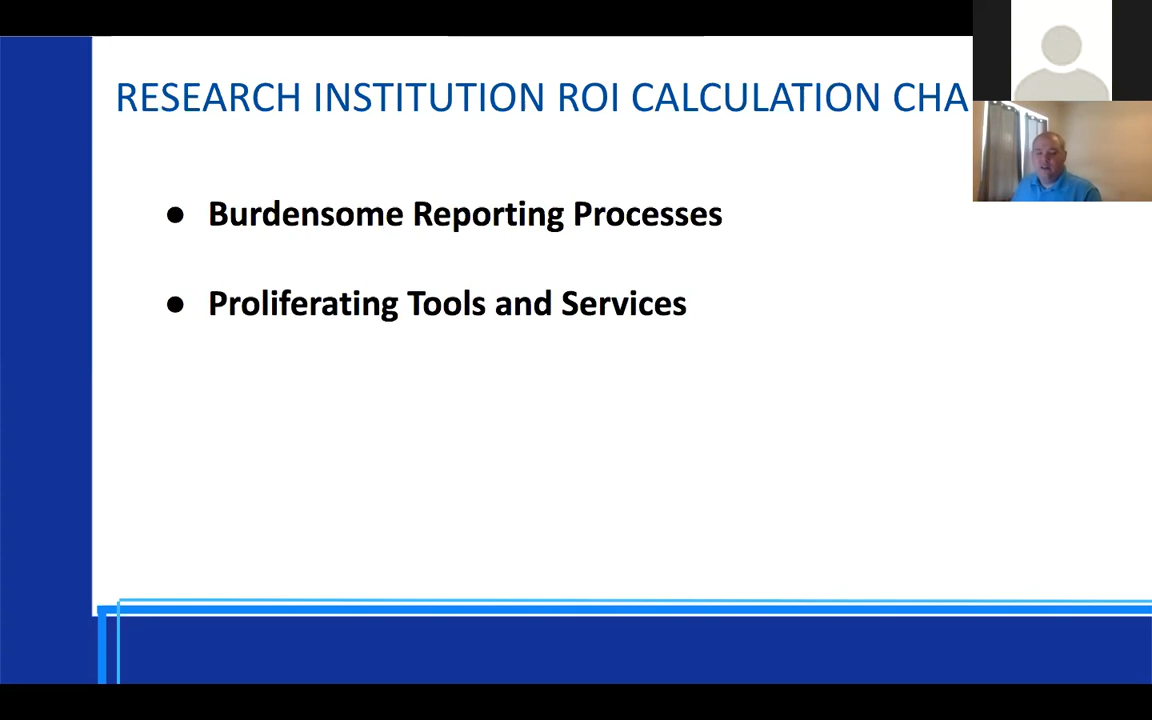 RESEARCH INSTITUTION ROI CALCULATION CHA
● Burdensome Reporting Processes
● Proliferating Tools and Services